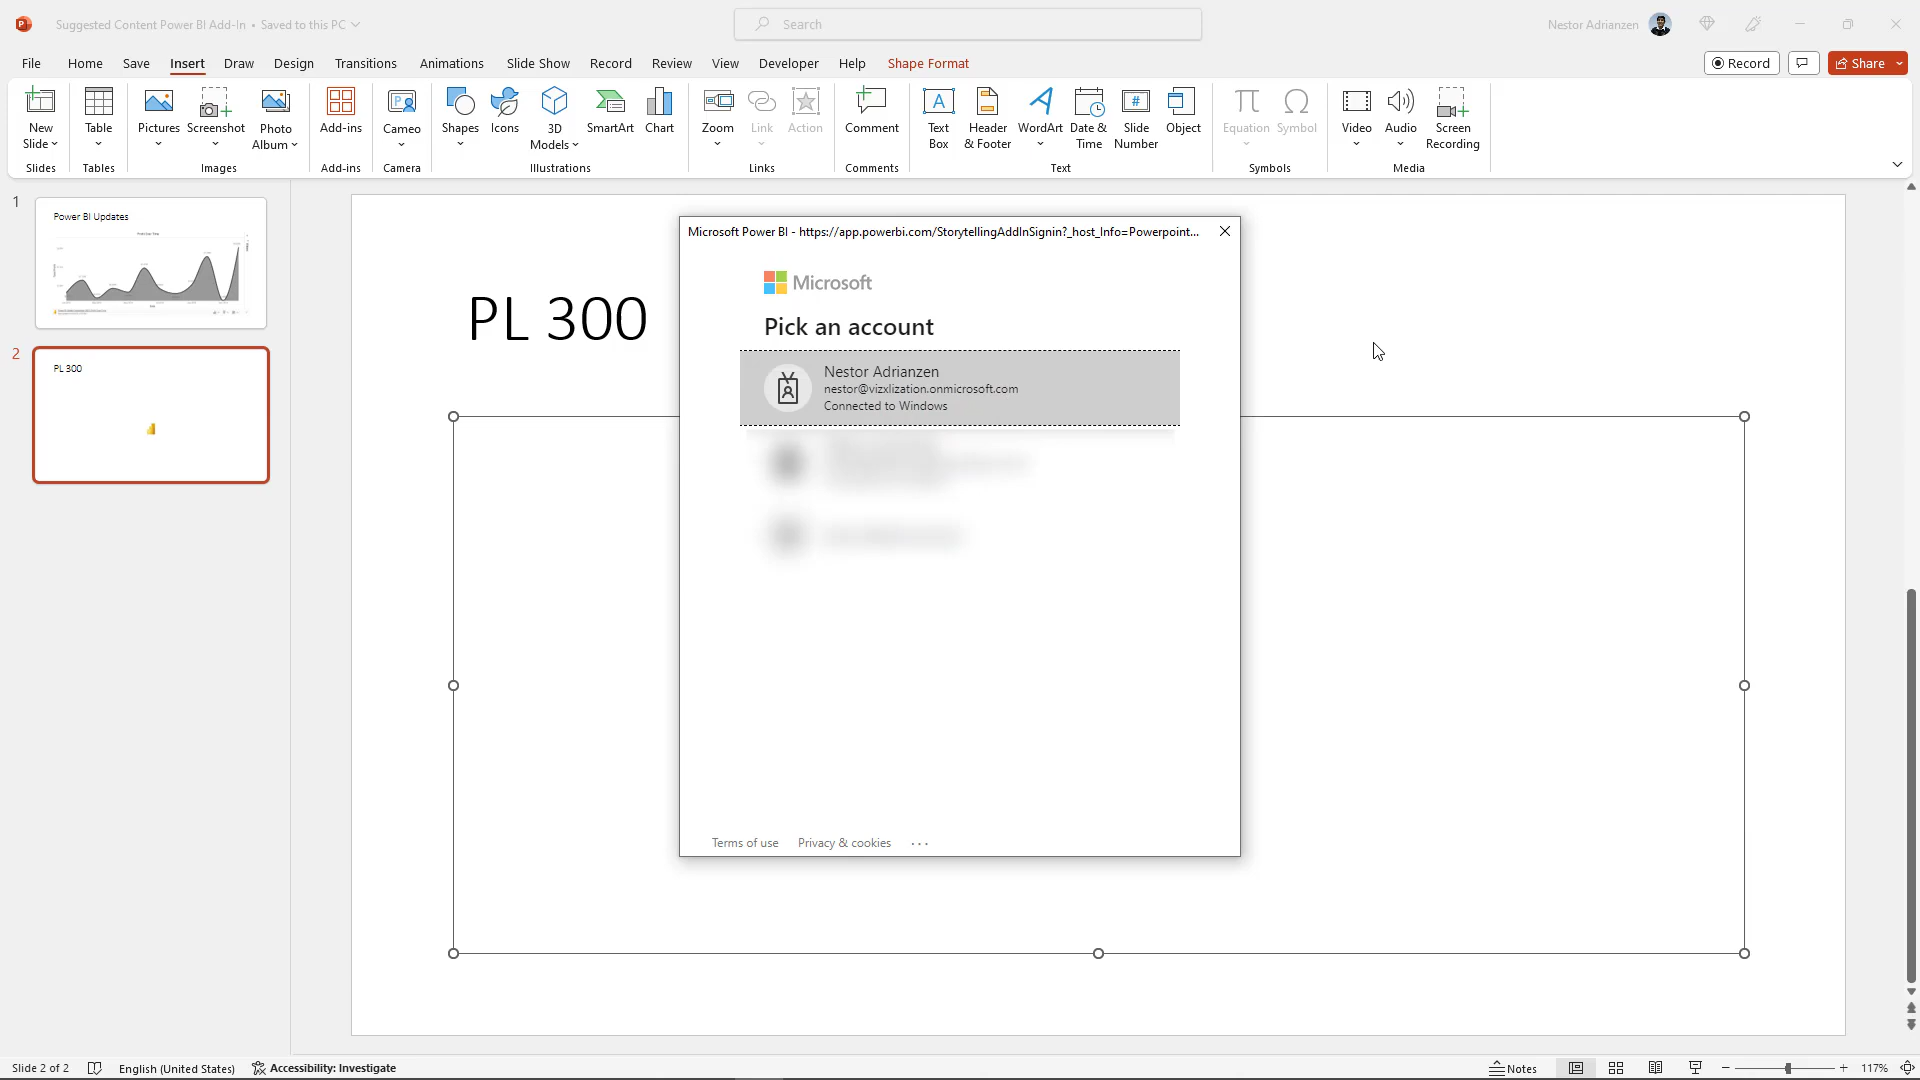 Suggested Content Power BI Add-In • Saved to this PC
Search
Nestor Adrianzen
File Home Save Insert Draw Design Transitions Animations Slide Show Record Review View Developer Help Shape Format
Record
Share
New Slide
Table
Pictures
Screenshot
Photo Album
Add-ins
Cameo
Shapes
Icons
3D Models
SmartArt
Chart
Zoom
Link
Action
Comment
Text Box
Header & Footer
WordArt
Date & Time
Slide Number
Object
Equation
Symbol
Video
Audio
Screen Recording
Slides
Tables
Images
Add-ins
Camera
Illustrations
Links
Comments
Text
Symbols
Media
1
Power BI Updates
2
PL 300
PL 300
Microsoft Power BI - https://app.powerbi.com/StorytellingAddInSignin?_host_Info=Powerpoint...
Microsoft
Pick an account
Nestor Adrianzen
nestor@vizxlization.onmicrosoft.com
Connected to Windows
Terms of use Privacy & cookies ...
Slide 2 of 2
English (United States)
Accessibility: Investigate
Notes
117%